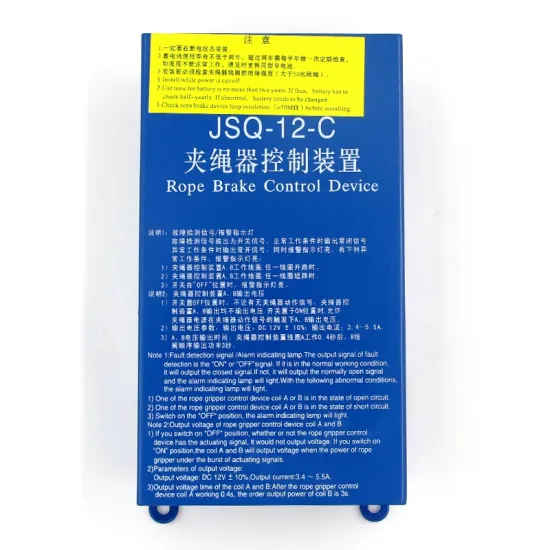 注 意
1.一定要在断电状态安装。
2.蓄电池使用寿命不低于两年。超过两年需每半年做一次定期检查。
如发现不能正常工作,请及时更换同型号电池。
3.安装前必须检查夹绳器线圈的绝缘强度(大于50兆欧姆)。
1.Install while power is cut-off
2.Use time for battery is no more than two years. If thus, battery has to
check half-yearly. If abnormal, battery needs to be changed
3.Check rope brake device loop insulation (>50MΩ) before installing
JSQ-12-C
夹绳器控制装置
Rope Brake Control Device
说明1: 故障检测信号/报警指示灯
故障检测信号输出为开关信号, 正常工作条件时输出常闭信号.
异常工作条件时输出常开信号, 同时报警指示灯亮, 有下列异
常工作条件, 报警指示灯亮:
1) 夹绳器控制装置A,B工作线圈,任一线圈开路时.
2) 夹绳器控制装置A,B工作线圈,任一线圈短路时.
3) 开关在"OFF"位置时, 报警指示灯亮.
说明2: 夹绳器控制装置A、B输出电压
1) 开关置OFF位置时, 不论有无夹绳器动作信号, 夹绳器控
制装置A、B输出均不输出电压 开关置于ON位置时,允许
夹绳器电源在夹绳器动作信号的触发下A、B输出电压.
2) 输出电压参数: 输出电压: DC 12V ± 10%; 输出电流: 3.4~5.5A.
3) A、B电压输出时间. 夹绳器控制装置线圈A工作0.4秒后, B线
圈顺序输出功率3秒.
Note 1:Fault detection signal /Alarm indicating lamp.The output signal of fault
detection is the "ON" or "OFF"signal. If it is in the normal working condition,
it will output the closed signal.If not, it will output the normally open signal
and the alarm indicating lamp will light.With the following abnormal conditions,
the alarm indicating lamp will light.
1) One of the rope gripper control device coil A or B is in the state of open circuit.
2) One of the rope gripper control device coil A or B is in the state of short circuit.
3) Switch on the "OFF" position, the alarm indicating lamp will light.
Note 2:Output voltage of rope gripper control device coil A and B
1) If you switch on "OFF" position, whether or not the rope gripper control
device has the actuating signal, it would not output voltage. If you switch on
"ON" position,the coil A and B will output voltage when the power of rope
gripper under the burst of actuating signals.
2)Parameters of output voltage:
Output voltage: DC 12V ± 10%,Output current:3.4 ~ 5.5A.
3)Output voltage time of the coil A and B:After the rope gripper control
device coil A working 0.4s, the order output power of coil B is 3s.